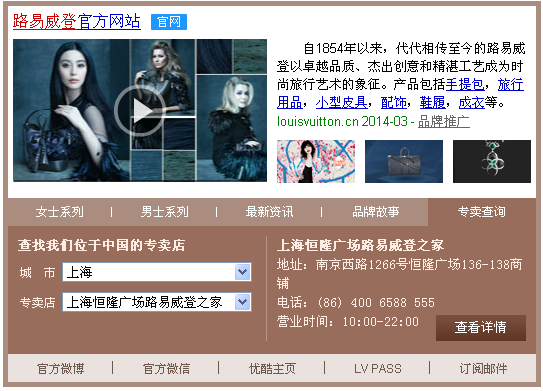 路易威登官方网站 官网
自1854年以来，代代相传至今的路易威
登以卓越品质、杰出创意和精湛工艺成为时
尚旅行艺术的象征。产品包括手提包，旅行
用品，小型皮具，配饰，鞋履，成衣等。
louisvuitton.cn 2014-03 - 品牌推广
女士系列 | 男士系列 | 最新资讯 | 品牌故事 专卖查询
查找我们位于中国的专卖店
城 市 上海
专卖店 上海恒隆广场路易威登之家
上海恒隆广场路易威登之家
地址：南京西路1266号恒隆广场136-138商
铺
电话：(86) 400 6588 555
营业时间：10:00-22:00
查看详情
官方微博 | 官方微信 | 优酷主页 | LV PASS | 订阅邮件